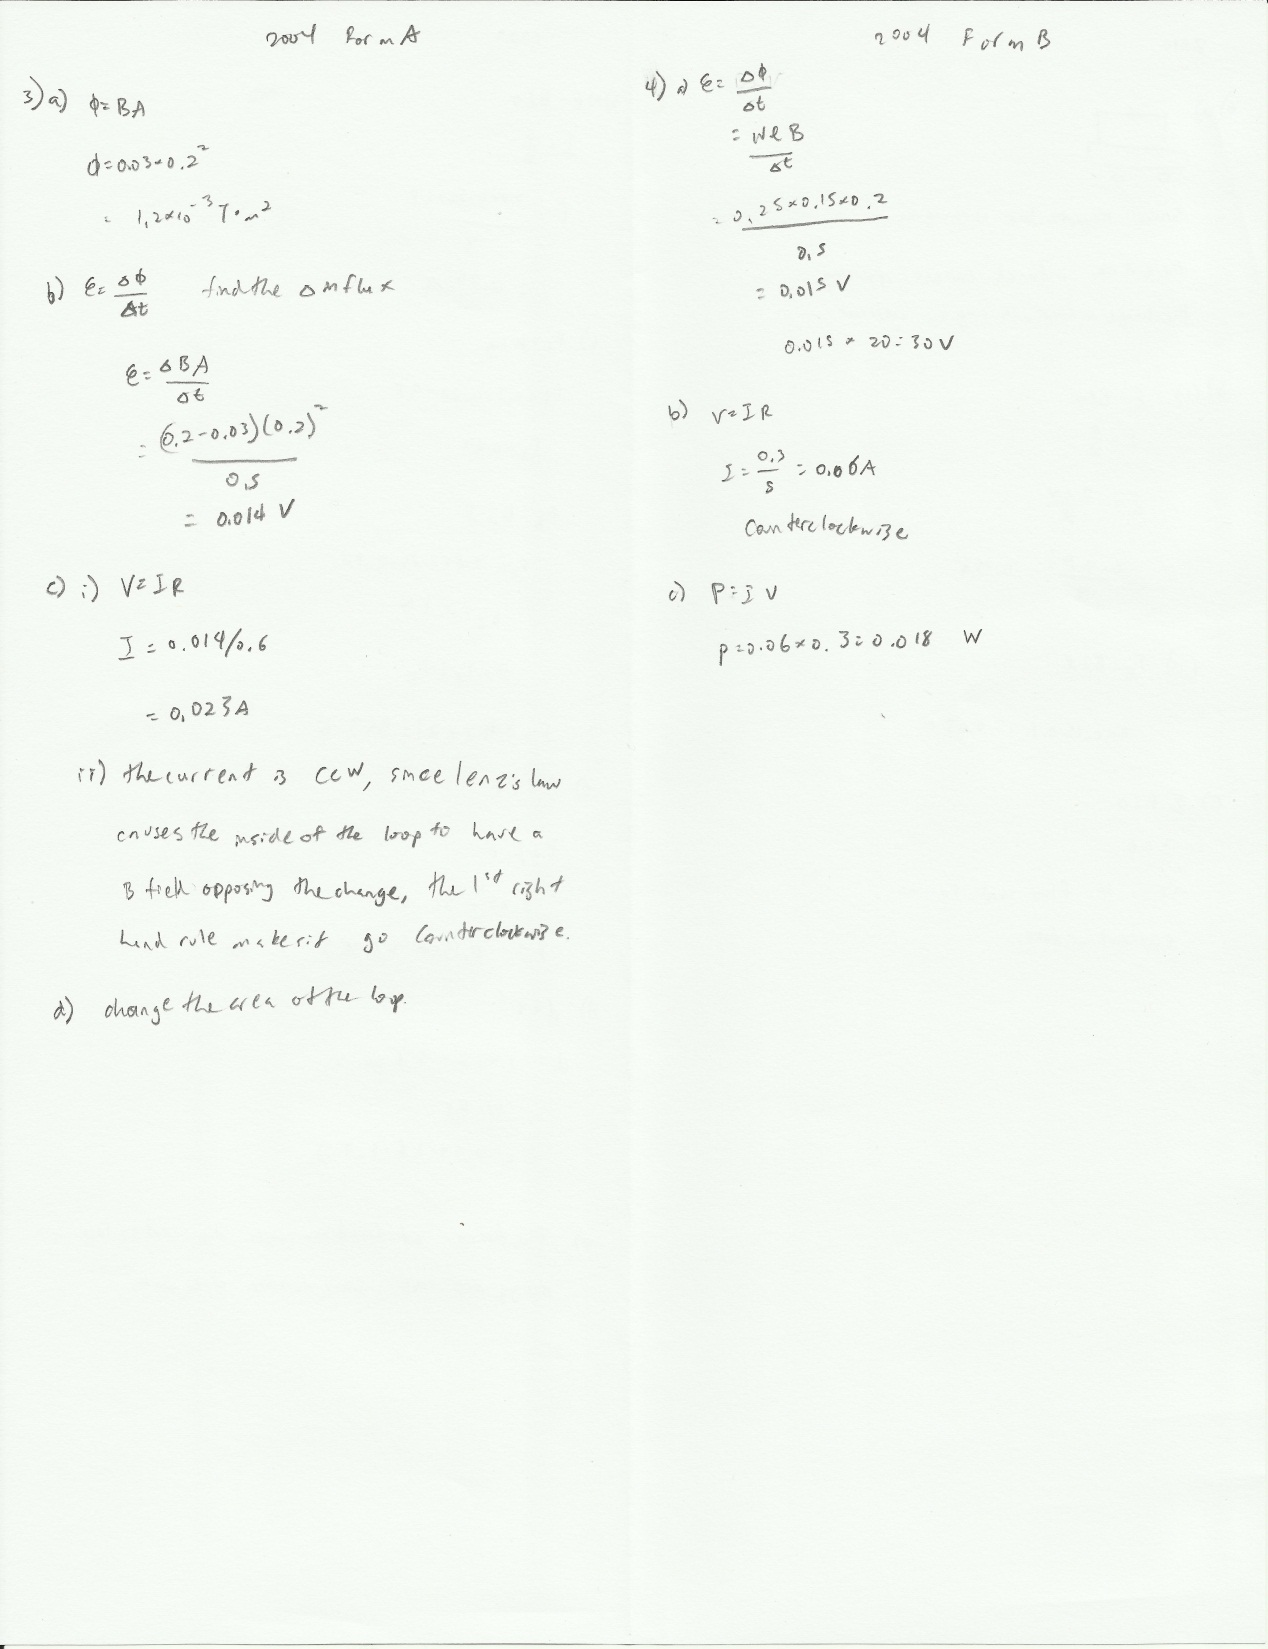 2004 Form A
3) a) ϕ = BA
ϕ = 0.03 × 0.2²
= 1.2×10⁻³ T·m²
b) ε = Δϕ/Δt find the Δ in flux
ε = ΔBA/Δt
= (0.2-0.03)(0.2)²/0.5
= 0.014 V
c) i) V=IR
I = 0.014/0.6
= 0.023A
ii) the current is CCW, since lenz's law
causes the inside of the loop to have a
B field opposing the change, the 1st right
hand rule makes it go Counterclockwise.
d) change the area of the loop.
2004 Form B
4) a) ε = Δϕ/Δt
= wℓB/Δt
= 0.25×0.15×0.2/0.5
= 0.015 V
0.015 × 20 = 30 V
b) V=IR
I = 0.3/5 = 0.06A
Counterclockwise
c) P=IV
P=0.06×0.3=0.018 W